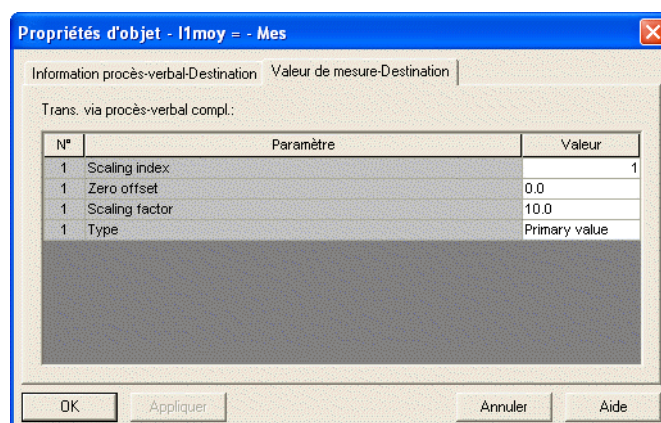 Propriétés d'objet - I1moy = - Mes
Information procès-verbal-Destination Valeur de mesure-Destination
Trans. via procès-verbal compl.:
N° Paramètre Valeur
1 Scaling index 1
1 Zero offset 0.0
1 Scaling factor 10.0
1 Type Primary value
OK Appliquer Annuler Aide